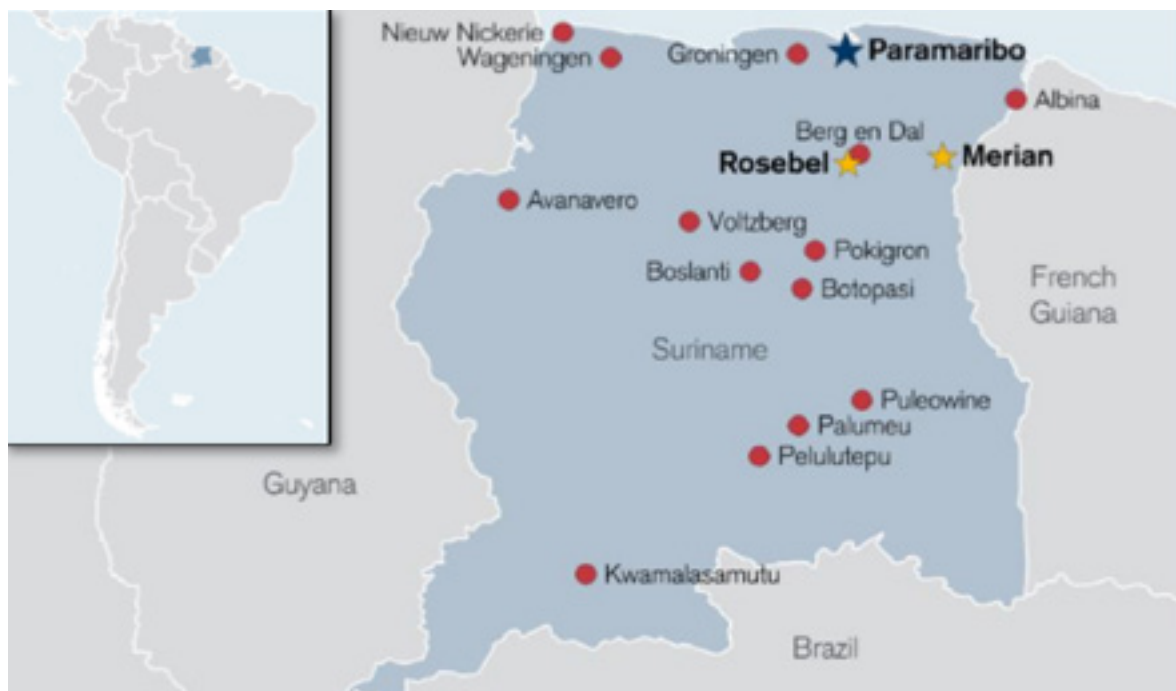 Nieuw Nickerie
Wageningen
Groningen
Paramaribo
Albina
Berg en Dal
Rosebel
Merian
Avanavero
Voltzberg
Pokigron
Boslanti
Botopasi
French
Guiana
Suriname
Puleowine
Palumeu
Pelulutepu
Guyana
Kwamalasamutu
Brazil